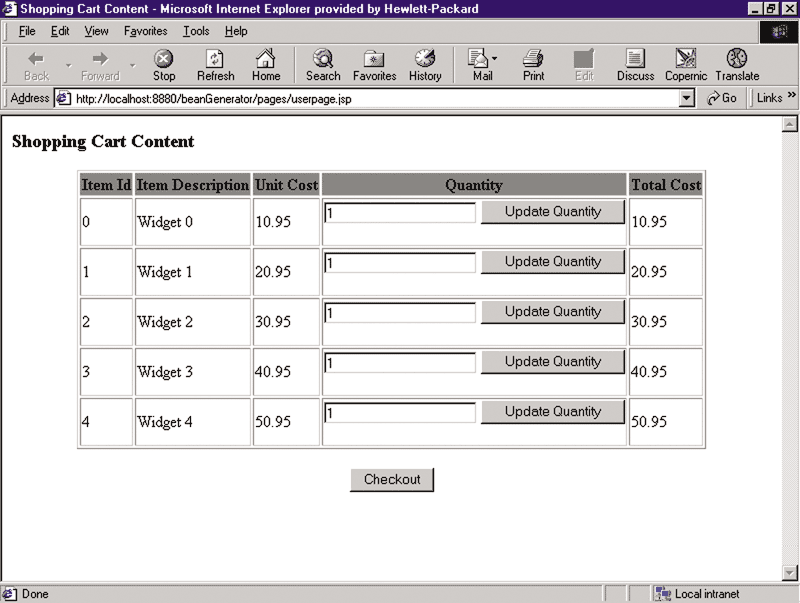 Shopping Cart Content - Microsoft Internet Explorer provided by Hewlett-Packard
File Edit View Favorites Tools Help
Back Forward Stop Refresh Home Search Favorites History Mail Print Edit Discuss Copernic Translate
Address http://localhost:8880/beanGenerator/pages/userpage.jsp Go Links »
Shopping Cart Content
Item Id Item Description Unit Cost Quantity Total Cost
0 Widget 0 10.95 1 Update Quantity 10.95
1 Widget 1 20.95 1 Update Quantity 20.95
2 Widget 2 30.95 1 Update Quantity 30.95
3 Widget 3 40.95 1 Update Quantity 40.95
4 Widget 4 50.95 1 Update Quantity 50.95
Checkout
Done Local intranet